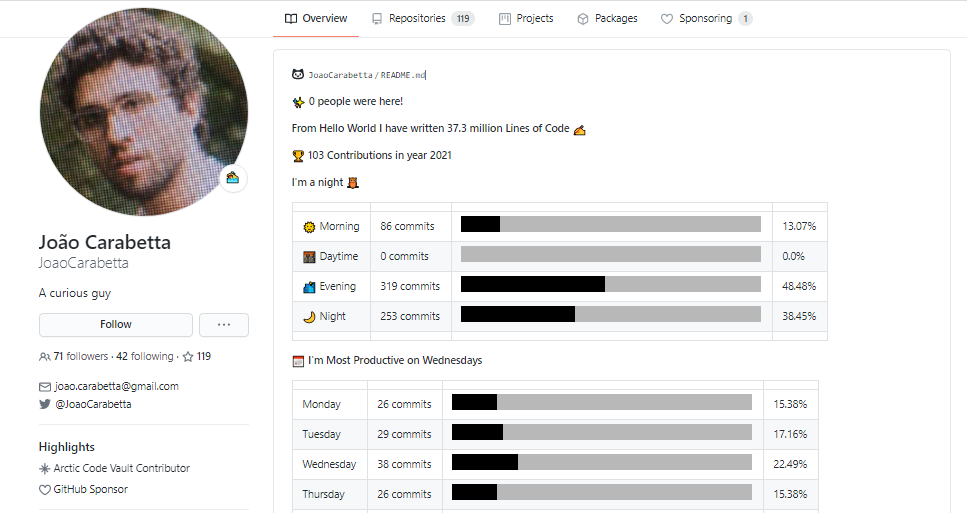 Overview Repositories 119 Projects Packages Sponsoring 1
João Carabetta
JoaoCarabetta
A curious guy
Follow
71 followers · 42 following · 119
joao.carabetta@gmail.com
@JoaoCarabetta
Highlights
Arctic Code Vault Contributor
GitHub Sponsor
JoaoCarabetta/README.md
0 people were here!
From Hello World I have written 37.3 million Lines of Code
103 Contributions in year 2021
I'm a night
Morning 86 commits 13.07%
Daytime 0 commits 0.0%
Evening 319 commits 48.48%
Night 253 commits 38.45%
I'm Most Productive on Wednesdays
Monday 26 commits 15.38%
Tuesday 29 commits 17.16%
Wednesday 38 commits 22.49%
Thursday 26 commits 15.38%